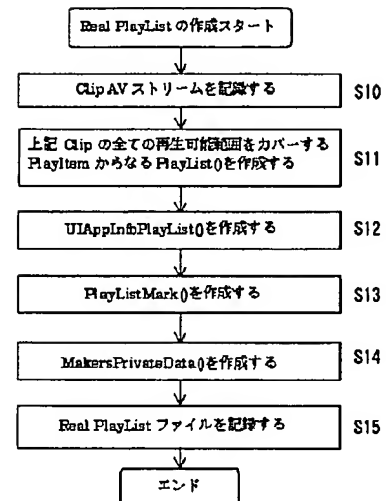 Real PlayList の作成スタート
Clip AV ストリームを記録する
S10
上記 Clip の全ての再生可能範囲をカバーする
PlayItem からなる PlayList()を作成する
S11
UIAppInfoPlayList()を作成する
S12
PlayListMark()を作成する
S13
MakersPrivateData()を作成する
S14
Real PlayList ファイルを記録する
S15
エンド